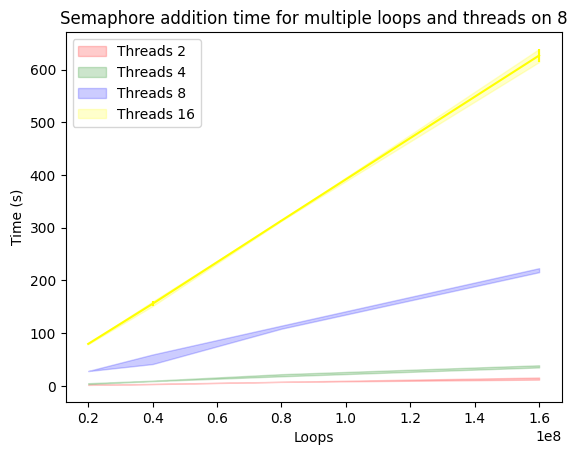 Semaphore addition time for multiple loops and threads on 8
Threads 2
Threads 4
Threads 8
Threads 16
600
500
400
300
200
100
0
Time (s)
0.2 0.4 0.6 0.8 1.0 1.2 1.4 1.6
1e8
Loops